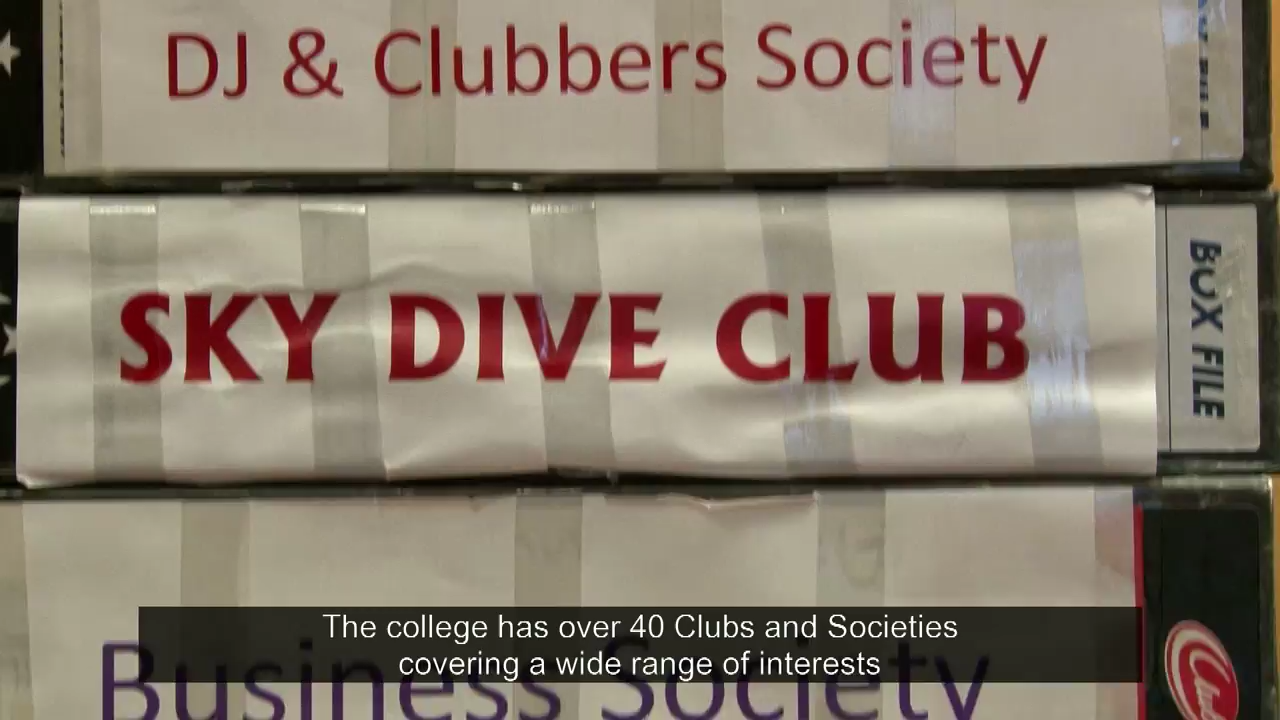 DJ & Clubbers Society
SKY DIVE CLUB
BOX FILE
The college has over 40 Clubs and Societies
covering a wide range of interests
Business Society